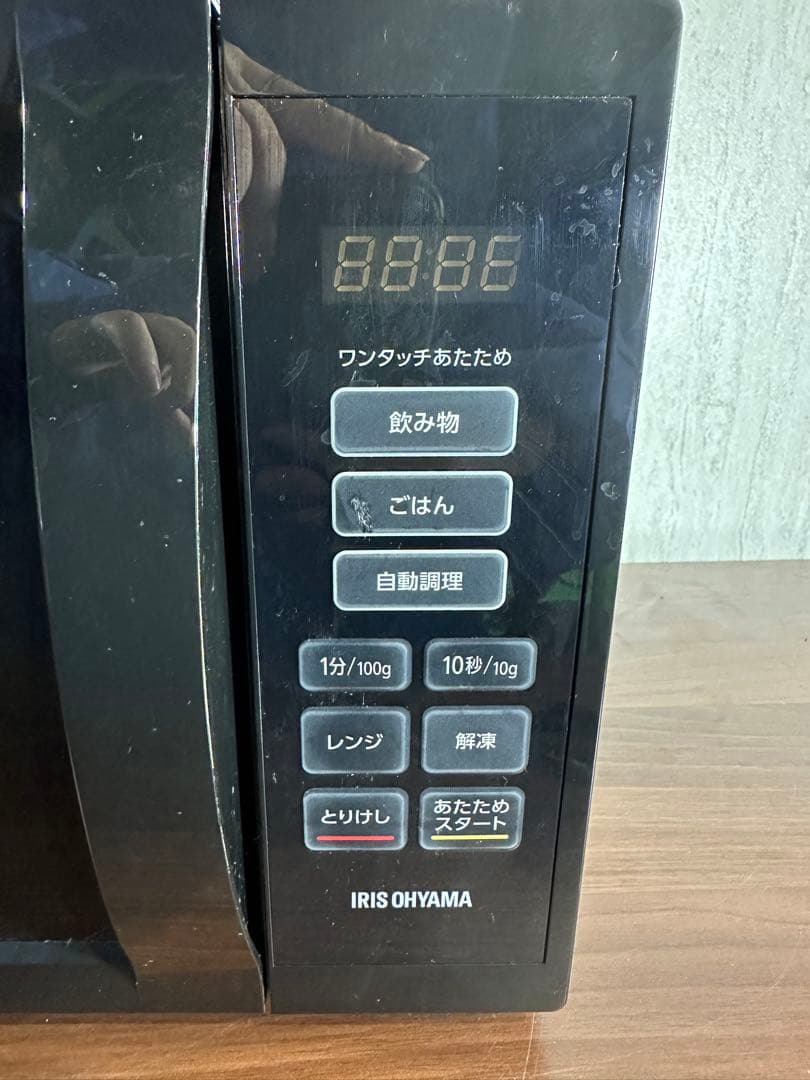 ワンタッチあたため
飲み物
ごはん
自動調理
1分/100g
10秒/10g
レンジ
解凍
とりけし
あたため
スタート
IRIS OHYAMA